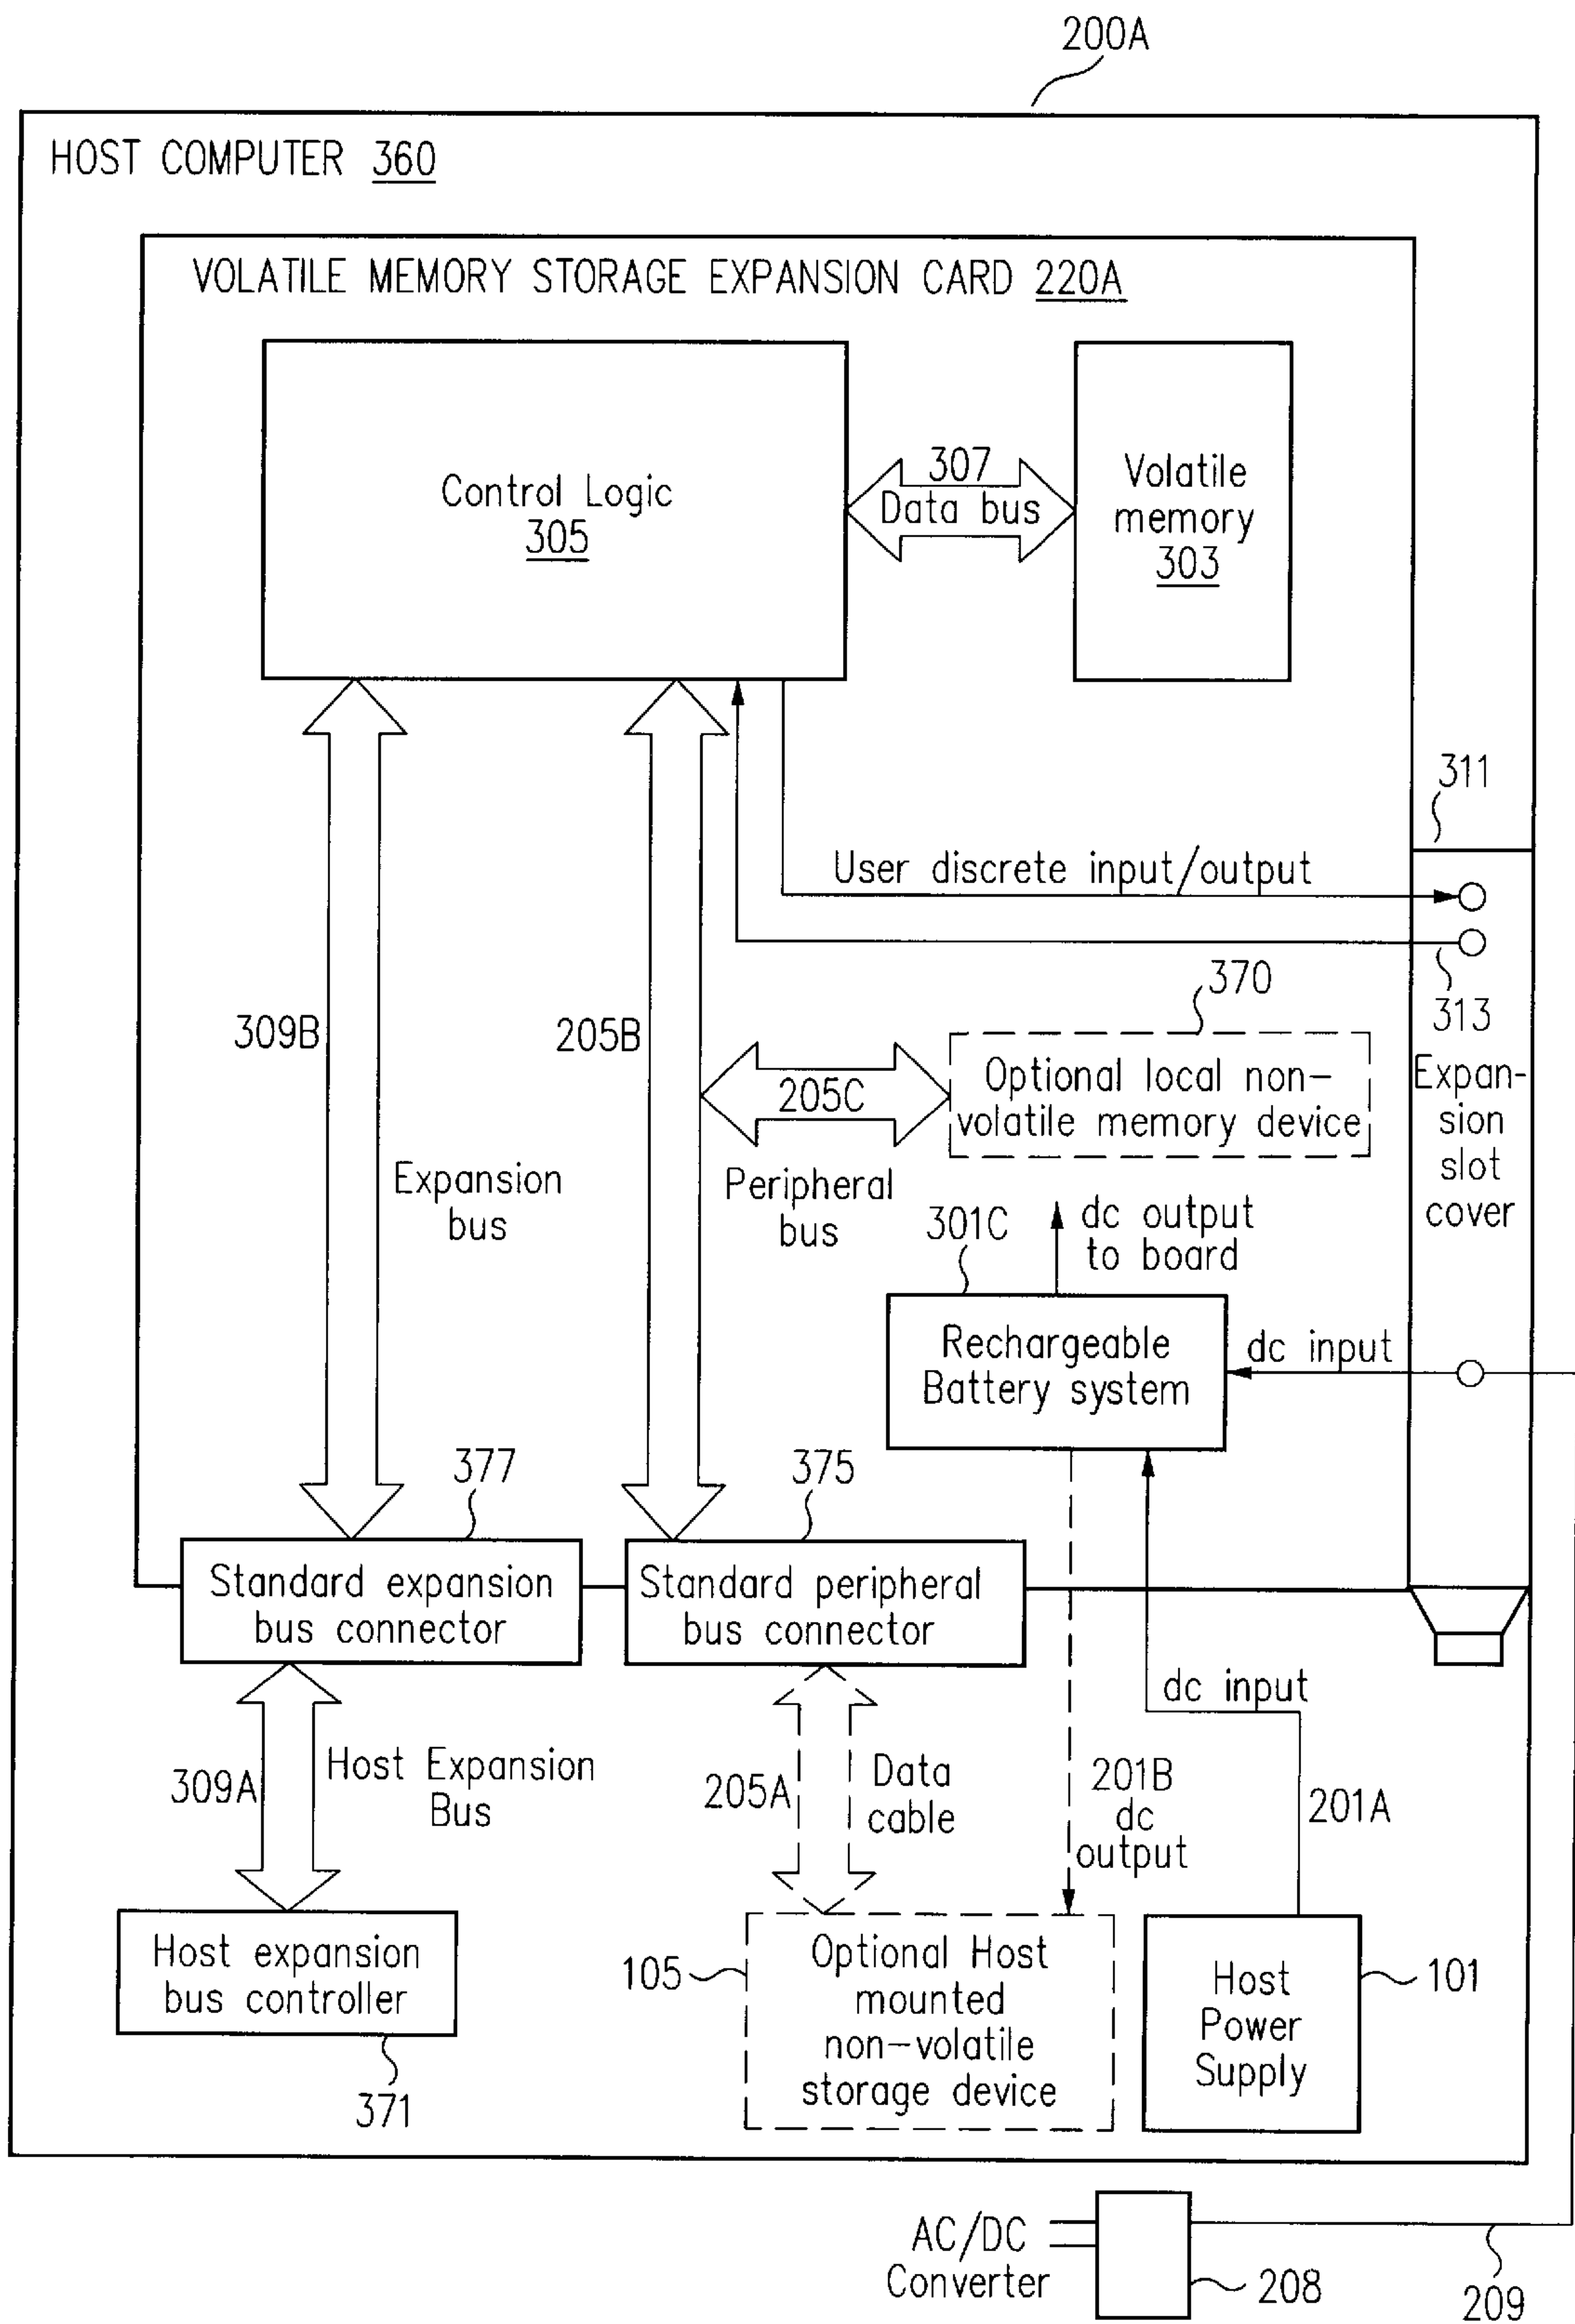 200A
HOST COMPUTER 360
VOLATILE MEMORY STORAGE EXPANSION CARD 220A
Control Logic
305
307
Data bus
Volatile
memory
303
311
User discrete input/output
313
370
309B
205B
205C
Optional local non-
volatile memory device
Expan-
sion
slot
cover
Expansion
bus
Peripheral
bus
301C
dc output
to board
Rechargeable
Battery system
dc input
377
375
Standard expansion
bus connector
Standard peripheral
bus connector
dc input
309A
Host Expansion
Bus
205A
Data
cable
201B
dc
output
201A
Host expansion
bus controller
371
105
Optional Host
mounted
non-volatile
storage device
Host
Power
Supply
101
AC/DC
Converter
208
209